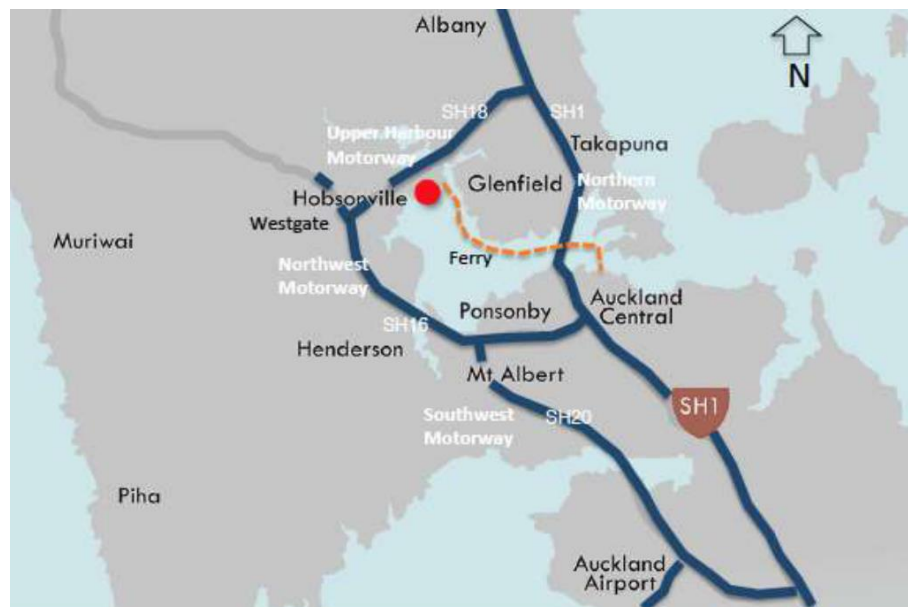 Albany
N
SH18
SH1
Upper Harbour
Motorway
Takapuna
Glenfield
Northern
Motorway
Hobsonville
Westgate
Muriwai
Ferry
Northwest
Motorway
Auckland
Central
Ponsonby
SH16
Henderson
Mt Albert
SH1
Southwest
Motorway
SH20
Piha
Auckland
Airport